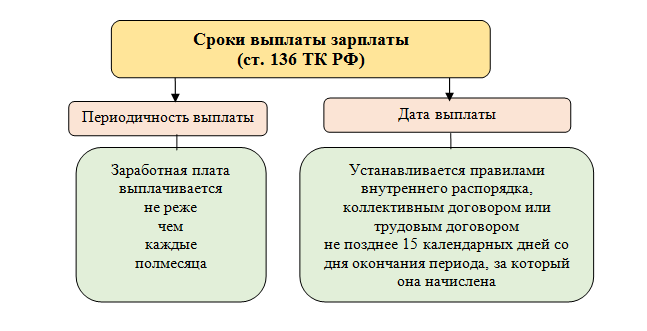 Сроки выплаты зарплаты
(ст. 136 ТК РФ)
Периодичность выплаты
Дата выплаты
Заработная плата
выплачивается
не реже
чем
каждые
полмесяца
Устанавливается правилами
внутреннего распорядка,
коллективным договором или
трудовым договором
не позднее 15 календарных дней со
дня окончания периода, за который
она начислена